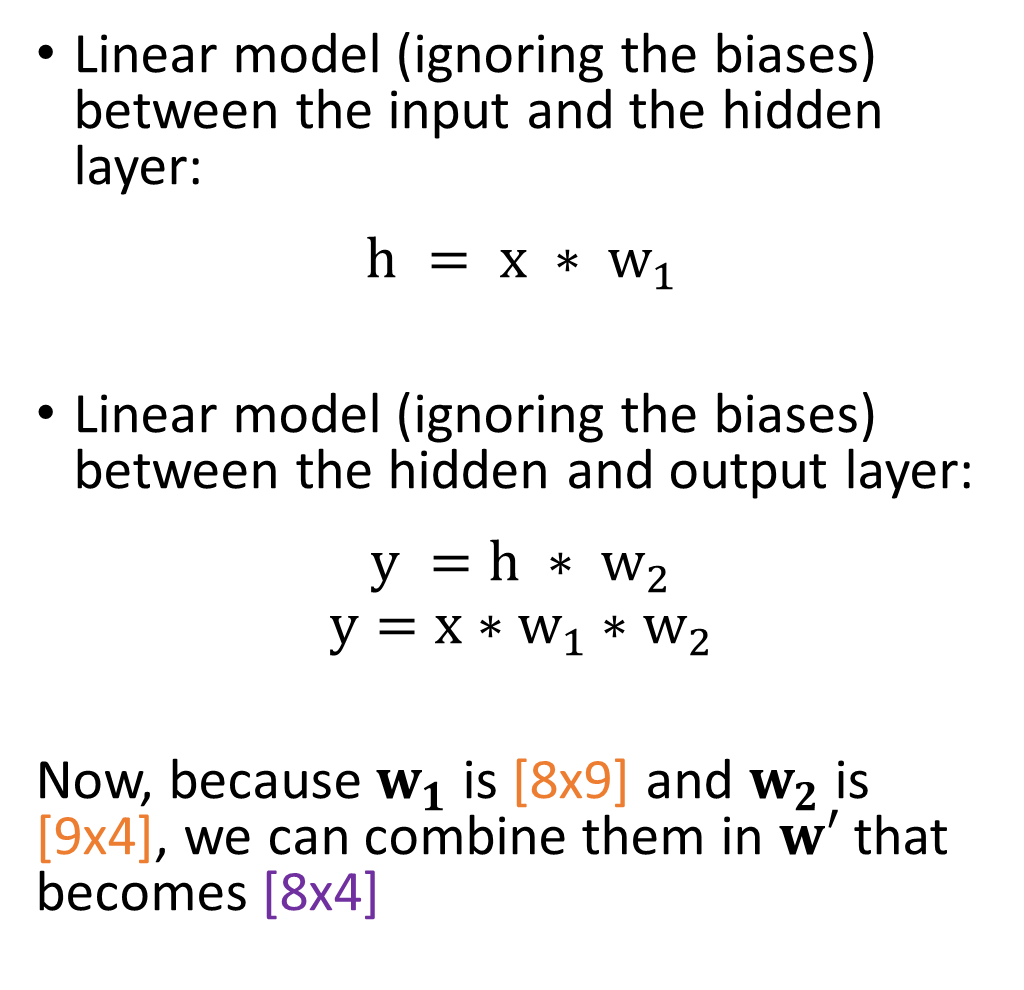 • Linear model (ignoring the biases)
between the input and the hidden
layer:
h = x * w₁
• Linear model (ignoring the biases)
between the hidden and output layer:
y = h * w₂
y = x * w₁ * w₂
Now, because w₁ is [8x9] and w₂ is
[9x4], we can combine them in w′ that
becomes [8x4]